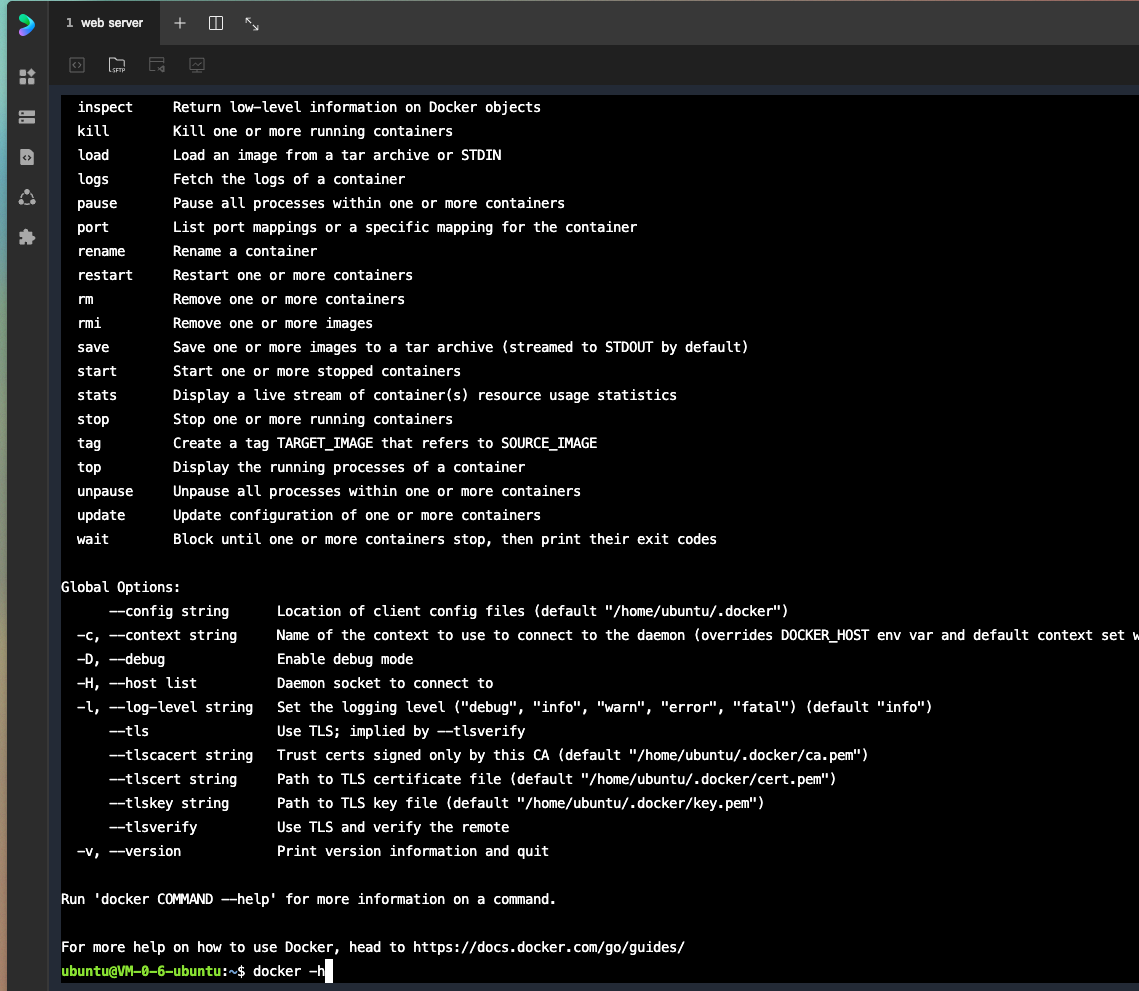 1 web server
SFTP
inspect     Return low-level information on Docker objects
kill        Kill one or more running containers
load        Load an image from a tar archive or STDIN
logs        Fetch the logs of a container
pause       Pause all processes within one or more containers
port        List port mappings or a specific mapping for the container
rename      Rename a container
restart     Restart one or more containers
rm          Remove one or more containers
rmi         Remove one or more images
save        Save one or more images to a tar archive (streamed to STDOUT by default)
start       Start one or more stopped containers
stats       Display a live stream of container(s) resource usage statistics
stop        Stop one or more running containers
tag         Create a tag TARGET_IMAGE that refers to SOURCE_IMAGE
top         Display the running processes of a container
unpause     Unpause all processes within one or more containers
update      Update configuration of one or more containers
wait        Block until one or more containers stop, then print their exit codes
Global Options:
      --config string      Location of client config files (default "/home/ubuntu/.docker")
  -c, --context string     Name of the context to use to connect to the daemon (overrides DOCKER_HOST env var and default context set
  -D, --debug              Enable debug mode
  -H, --host list          Daemon socket to connect to
  -l, --log-level string   Set the logging level ("debug", "info", "warn", "error", "fatal") (default "info")
      --tls                Use TLS; implied by --tlsverify
      --tlscacert string   Trust certs signed only by this CA (default "/home/ubuntu/.docker/ca.pem")
      --tlscert string     Path to TLS certificate file (default "/home/ubuntu/.docker/cert.pem")
      --tlskey string      Path to TLS key file (default "/home/ubuntu/.docker/key.pem")
      --tlsverify          Use TLS and verify the remote
  -v, --version            Print version information and quit
Run 'docker COMMAND --help' for more information on a command.
For more help on how to use Docker, head to https://docs.docker.com/go/guides/
ubuntu@VM-0-6-ubuntu:~$ docker -h